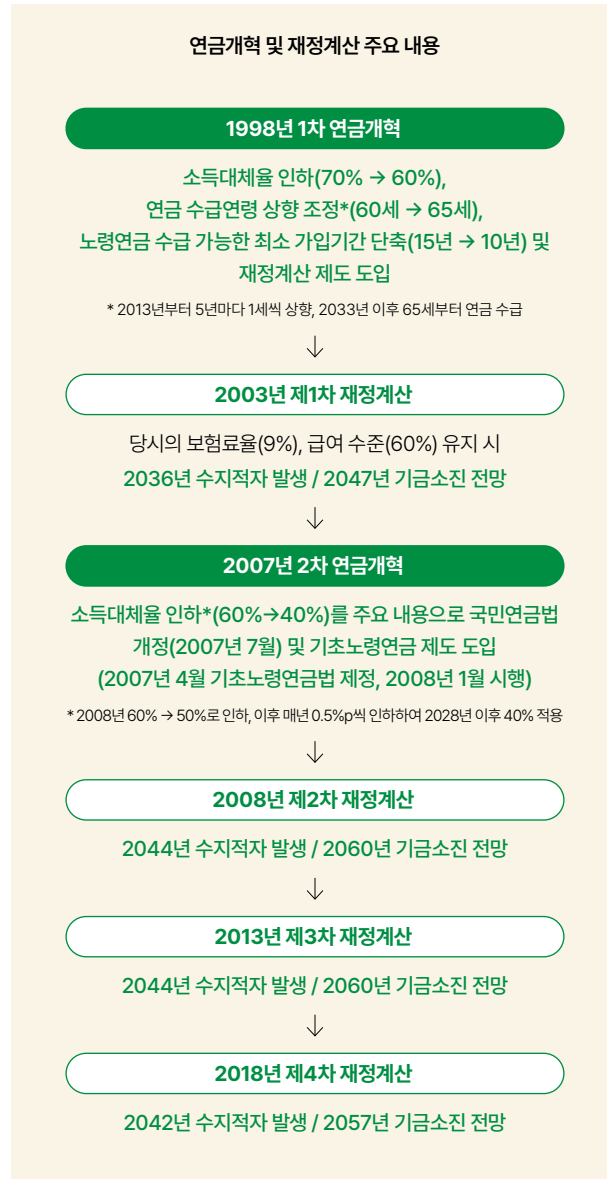 연금개혁 및 재정계산 주요 내용
1998년 1차 연금개혁
소득대체율 인하(70% → 60%),
연금 수급연령 상향 조정*(60세 → 65세),
노령연금 수급 가능한 최소 가입기간 단축(15년 → 10년) 및
재정계산 제도 도입
* 2013년부터 5년마다 1세씩 상향, 2033년 이후 65세부터 연금 수급
↓
2003년 제1차 재정계산
당시의 보험료율(9%), 급여 수준(60%) 유지 시
2036년 수지적자 발생 / 2047년 기금소진 전망
↓
2007년 2차 연금개혁
소득대체율 인하*(60%→40%)를 주요 내용으로 국민연금법
개정(2007년 7월) 및 기초노령연금 제도 도입
(2007년 4월 기초노령연금법 제정, 2008년 1월 시행)
* 2008년 60% → 50%로 인하, 이후 매년 0.5%p씩 인하하여 2028년 이후 40% 적용
↓
2008년 제2차 재정계산
2044년 수지적자 발생 / 2060년 기금소진 전망
↓
2013년 제3차 재정계산
2044년 수지적자 발생 / 2060년 기금소진 전망
↓
2018년 제4차 재정계산
2042년 수지적자 발생 / 2057년 기금소진 전망